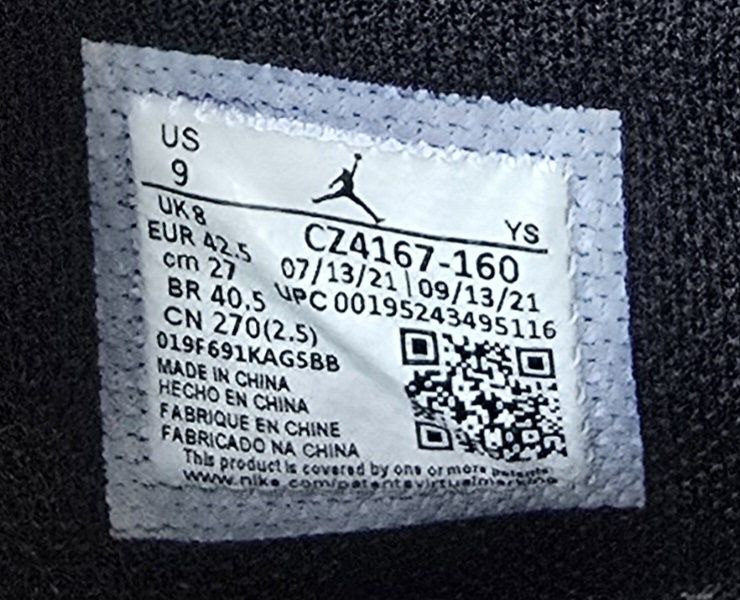 US
9
YS
UK 8
CZ4167-160
EUR 42.5
07/13/21 | 09/13/21
cm 27
UPC 00195243495116
BR 40.5
CN 270(2.5)
019F691KAG5BB
MADE IN CHINA
HECHO EN CHINA
FABRIQUE EN CHINE
FABRICADO NA CHINA
This product is covered by one or more patents
www.nike.com/patentsvirtualmarking